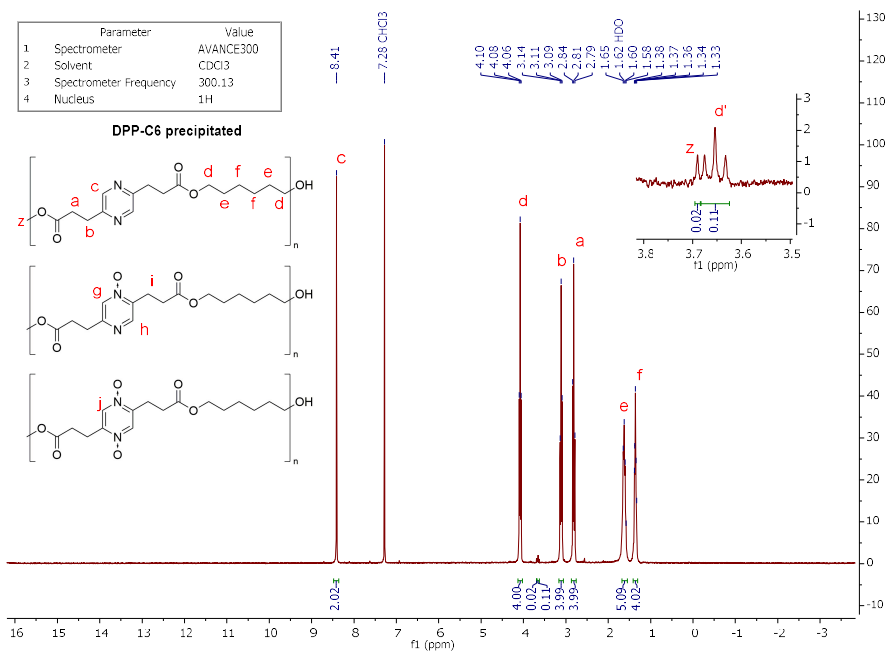 Parameter Value
1 Spectrometer AVANCE300
2 Solvent CDCl3
3 Spectrometer Frequency 300.13
4 Nucleus 1H
DPP-C6 precipitated
8.41
7.28 CHCl3
4.10
4.08
4.06
3.14
3.11
3.09
2.84
2.81
2.79
1.65
1.62 HDO
1.60
1.58
1.38
1.37
1.36
1.34
1.33
z a b c N N O O O O d e f f e d OH n
O O g h i N N O O O OH n
O O j N N O O O O OH n
c
d
b
a
e
f
z
d'
3
2
1
0
-1
0.02
0.11
3.8 3.7 3.6 3.5
f1 (ppm)
130
120
110
100
90
80
70
60
50
40
30
20
10
0
-10
2.02
4.00
0.02
0.11
3.99
3.99
5.09
4.02
16 15 14 13 12 11 10 9 8 7 6 5 4 3 2 1 0 -1 -2 -3
f1 (ppm)